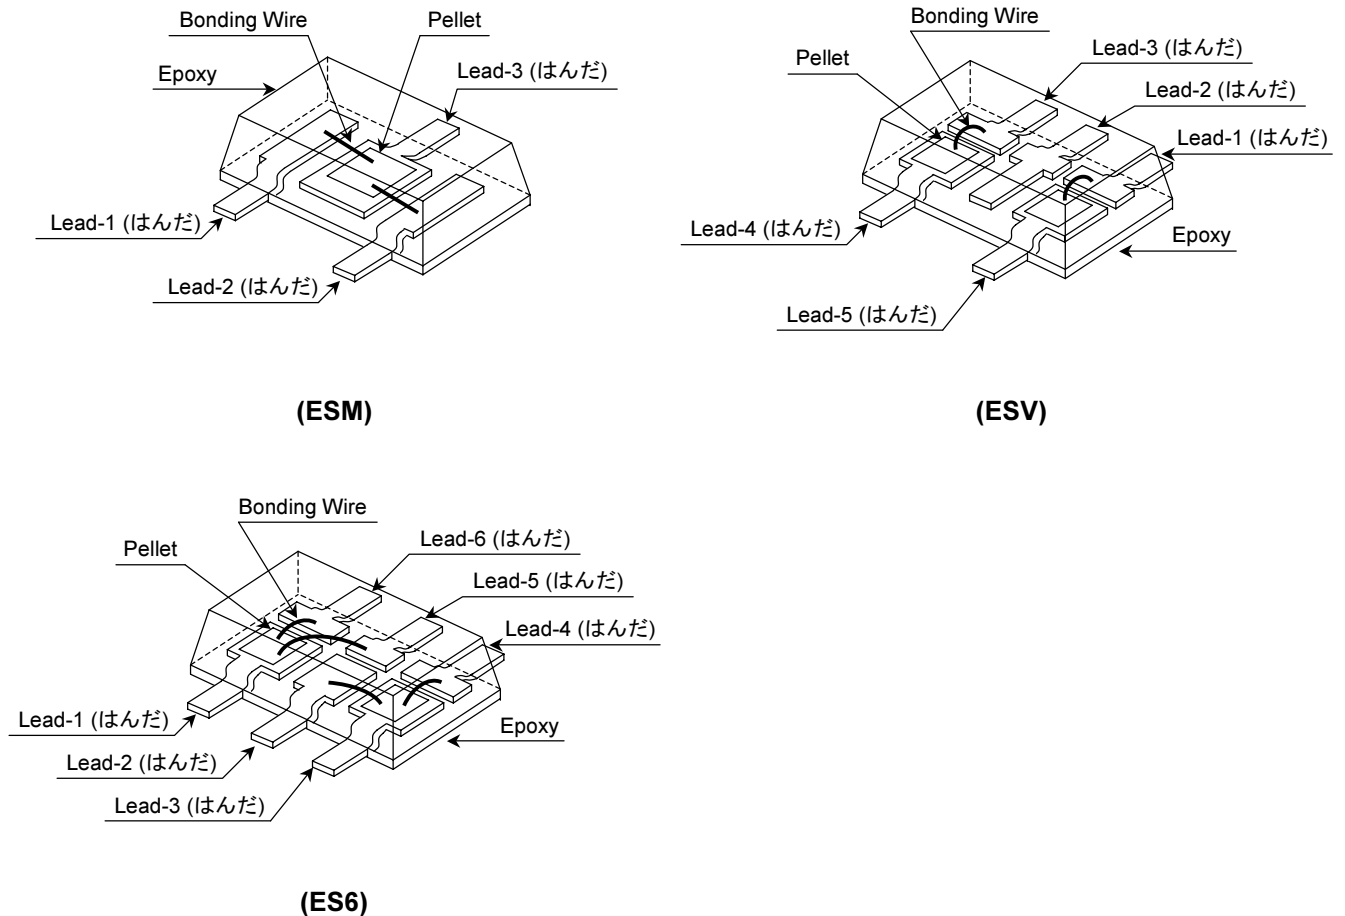 Bonding Wire
Pellet
Epoxy
Lead-3 (はんだ)
Lead-1 (はんだ)
Lead-2 (はんだ)
(ESM)
Bonding Wire
Pellet
Lead-3 (はんだ)
Lead-2 (はんだ)
Lead-1 (はんだ)
Lead-4 (はんだ)
Epoxy
Lead-5 (はんだ)
(ESV)
Bonding Wire
Pellet
Lead-6 (はんだ)
Lead-5 (はんだ)
Lead-4 (はんだ)
Lead-1 (はんだ)
Epoxy
Lead-2 (はんだ)
Lead-3 (はんだ)
(ES6)